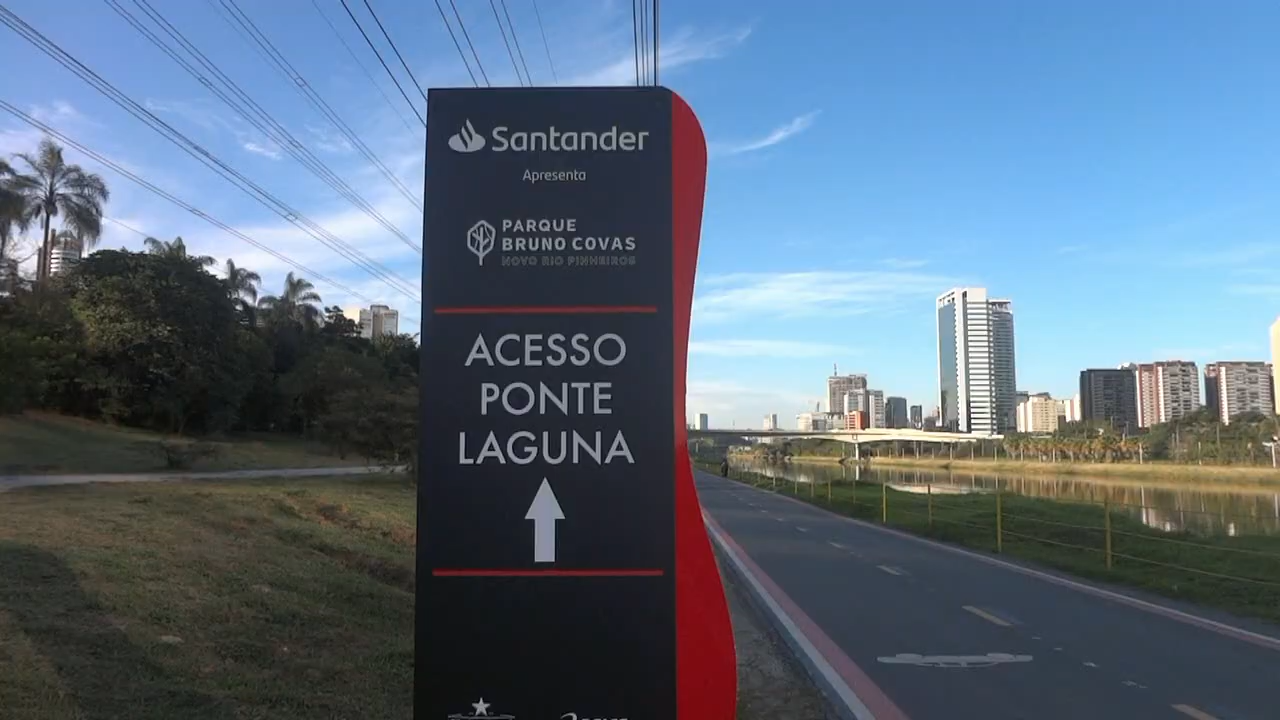 Santander
Apresenta
PARQUE
BRUNO COVAS
NOVO RIO PINHEIROS
ACESSO
PONTE
LAGUNA